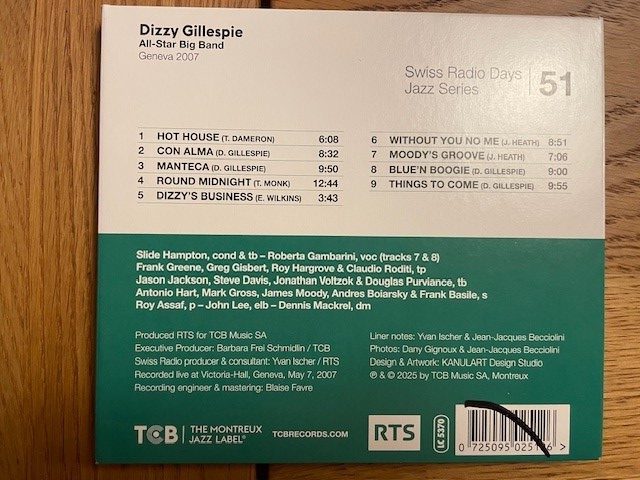 Dizzy Gillespie
All-Star Big Band
Geneva 2007
Swiss Radio Days
Jazz Series
51
1 HOT HOUSE (T. DAMERON) 6:08
2 CON ALMA (D. GILLESPIE) 8:32
3 MANTECA (D. GILLESPIE) 9:50
4 ROUND MIDNIGHT (T. MONK) 12:44
5 DIZZY'S BUSINESS (E. WILKINS) 3:43
6 WITHOUT YOU NO ME (J. HEATH) 8:51
7 MOODY'S GROOVE (J. HEATH) 7:06
8 BLUE'N BOOGIE (D. GILLESPIE) 9:00
9 THINGS TO COME (D. GILLESPIE) 9:55
Slide Hampton, cond & tb – Roberta Gambarini, voc (tracks 7 & 8)
Frank Greene, Greg Gisbert, Roy Hargrove & Claudio Roditi, tp
Jason Jackson, Steve Davis, Jonathan Voltzok & Douglas Purviance, tb
Antonio Hart, Mark Gross, James Moody, Andres Boiarsky & Frank Basile, s
Roy Assaf, p – John Lee, elb – Dennis Mackrel, dm
Produced RTS for TCB Music SA
Executive Producer: Barbara Frei Schmidlin / TCB
Swiss Radio producer & consultant: Yvan Ischer / RTS
Recorded live at Victoria-Hall, Geneva, May 7, 2007
Recording engineer & mastering: Blaise Favre
Liner notes: Yvan Ischer & Jean-Jacques Becciolini
Photos: Dany Gignoux & Jean-Jacques Becciolini
Design & Artwork: KANULART Design Studio
℗ & © 2025 by TCB Music SA, Montreux
TCB THE MONTREUX
JAZZ LABEL®
TCBRECORDS.COM
RTS
LC 5370
0 725095 025 6 >